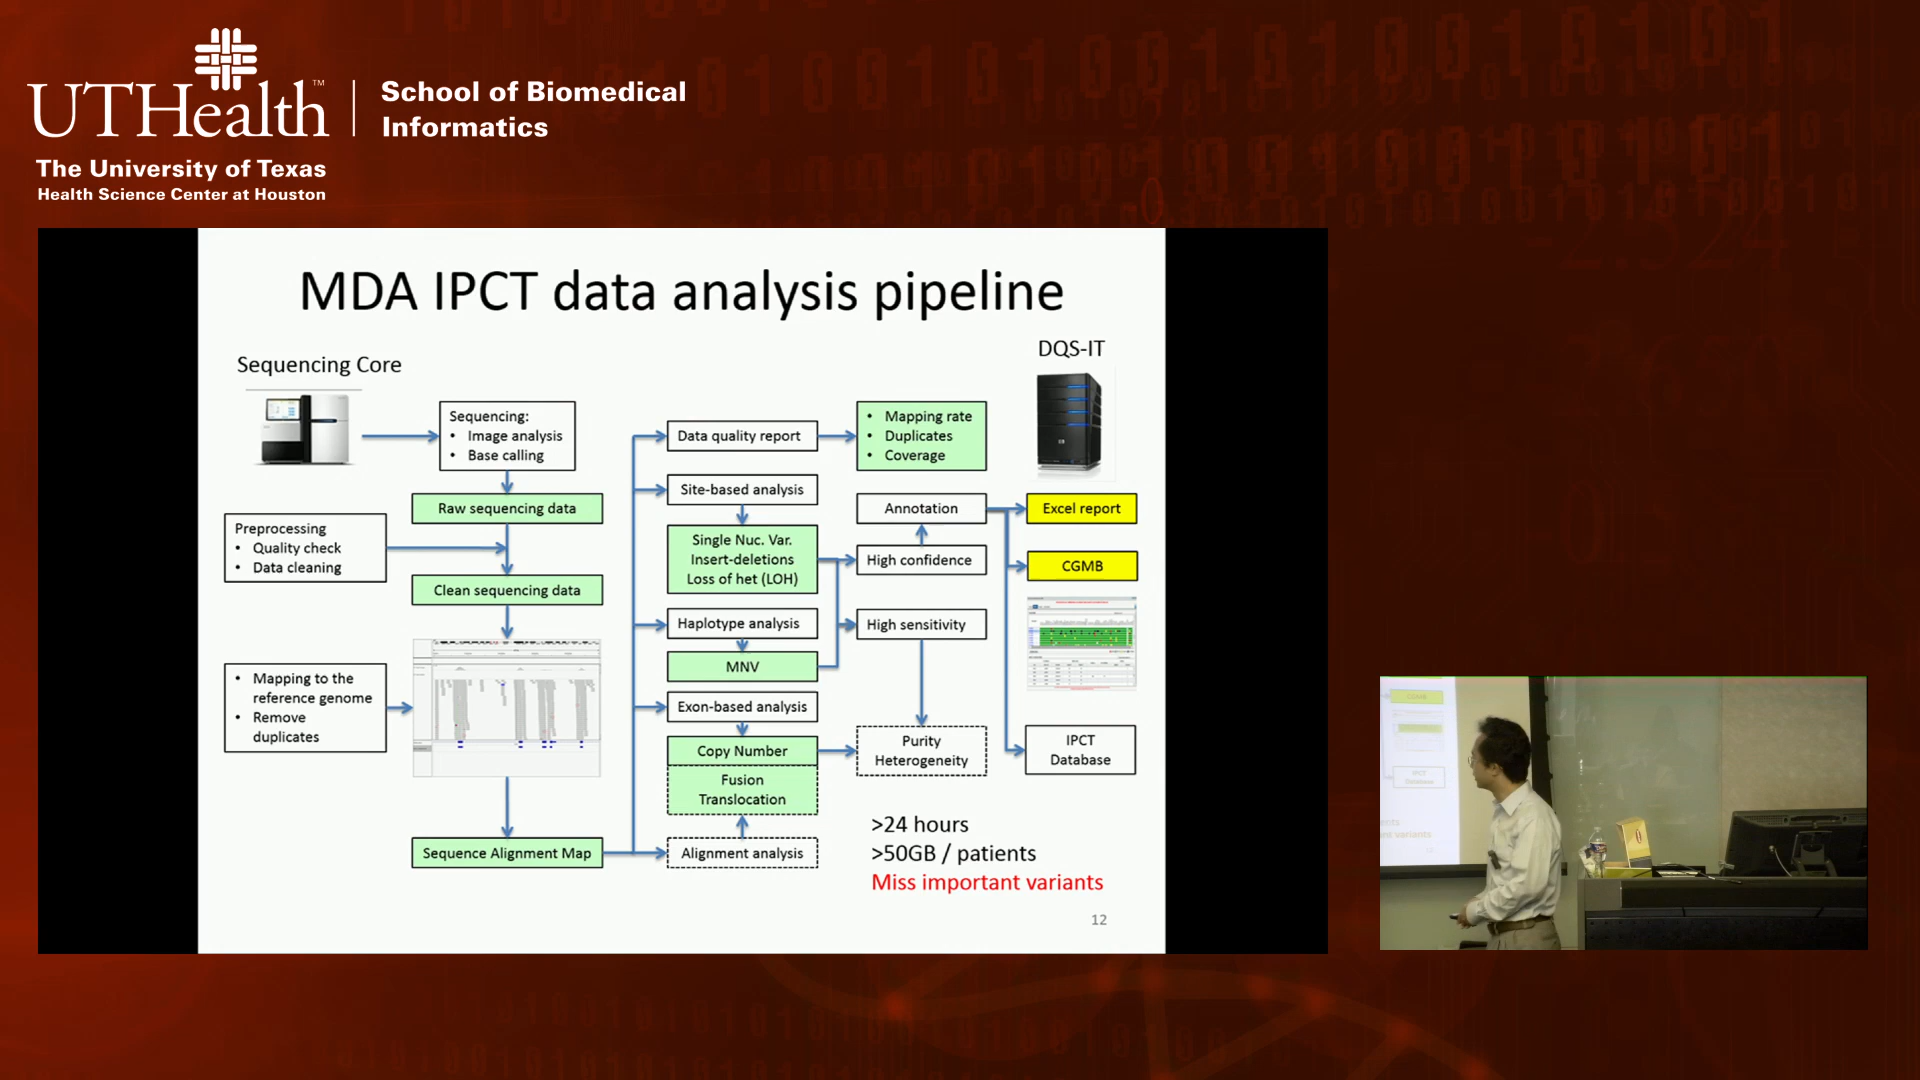 UTHealth™
School of Biomedical
Informatics
The University of Texas
Health Science Center at Houston
MDA IPCT data analysis pipeline
Sequencing Core
DQS-IT
Sequencing:
• Image analysis
• Base calling
Raw sequencing data
Preprocessing
• Quality check
• Data cleaning
Clean sequencing data
• Mapping to the
reference genome
• Remove
duplicates
Sequence Alignment Map
Data quality report
• Mapping rate
• Duplicates
• Coverage
Site-based analysis
Single Nuc. Var.
Insert-deletions
Loss of het (LOH)
Haplotype analysis
MNV
Exon-based analysis
Copy Number
Fusion
Translocation
Alignment analysis
Annotation
High confidence
High sensitivity
Purity
Heterogeneity
Excel report
CGMB
IPCT
Database
>24 hours
>50GB / patients
Miss important variants
12